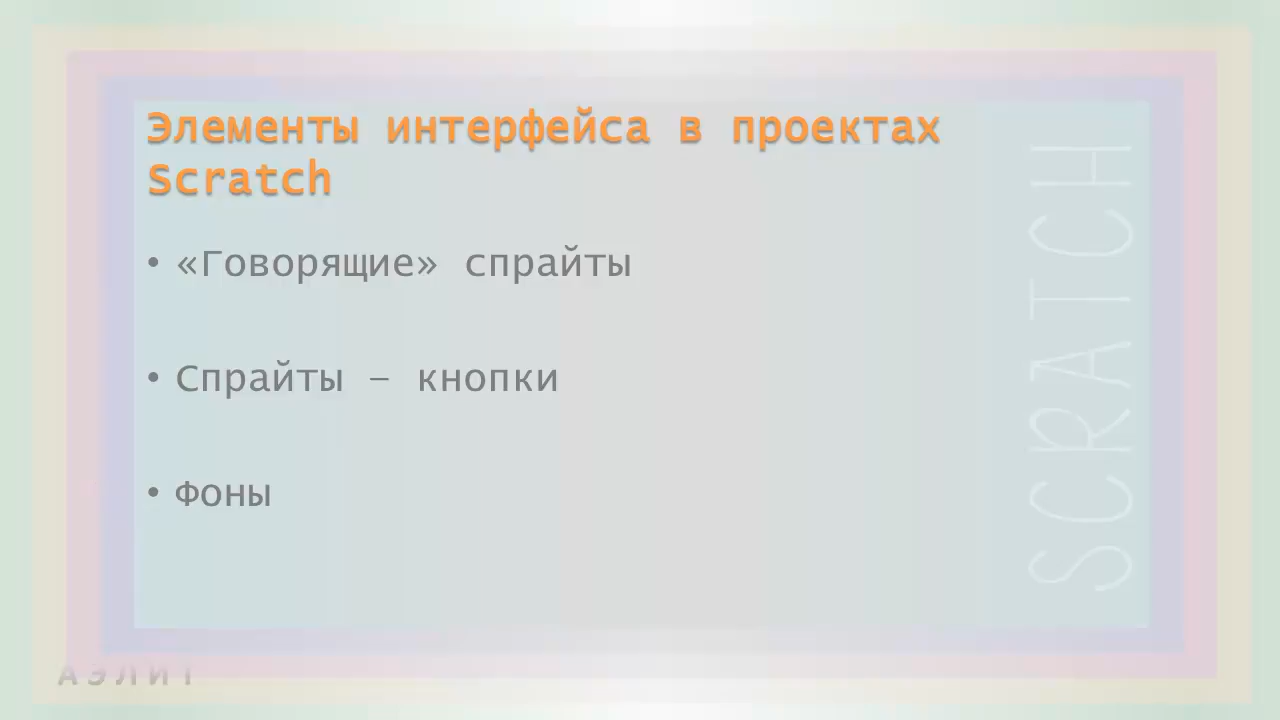 Элементы интерфейса в проектах
Scratch
• «Говорящие» спрайты
• Спрайты – кнопки
• Фоны
SCRATCH